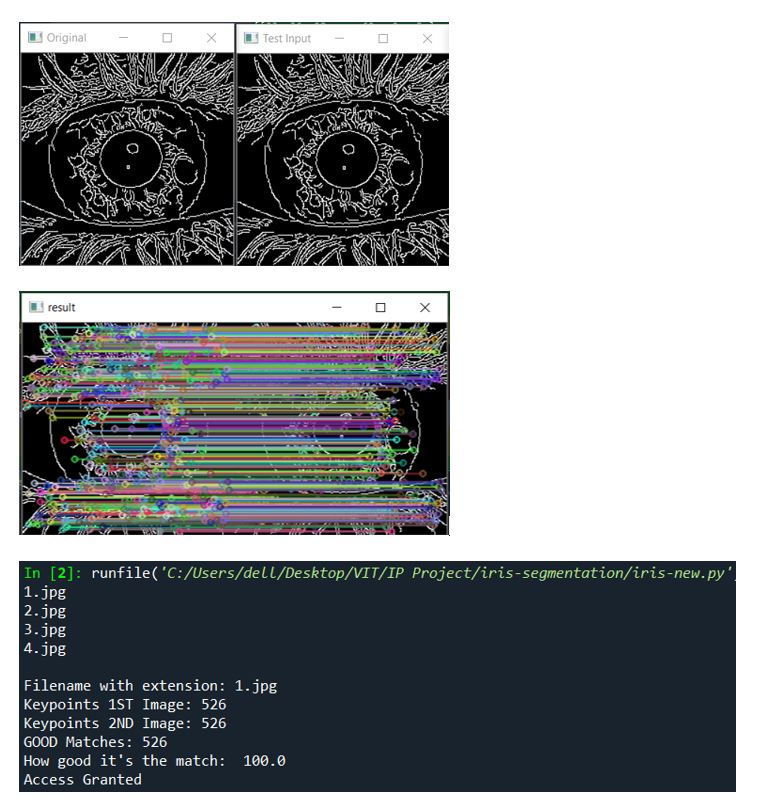 Original
Test Input
result
In [2]: runfile('C:/Users/dell/Desktop/VIT/IP Project/iris-segmentation/iris-new.py',
1.jpg
2.jpg
3.jpg
4.jpg
Filename with extension: 1.jpg
Keypoints 1ST Image: 526
Keypoints 2ND Image: 526
GOOD Matches: 526
How good it's the match:  100.0
Access Granted